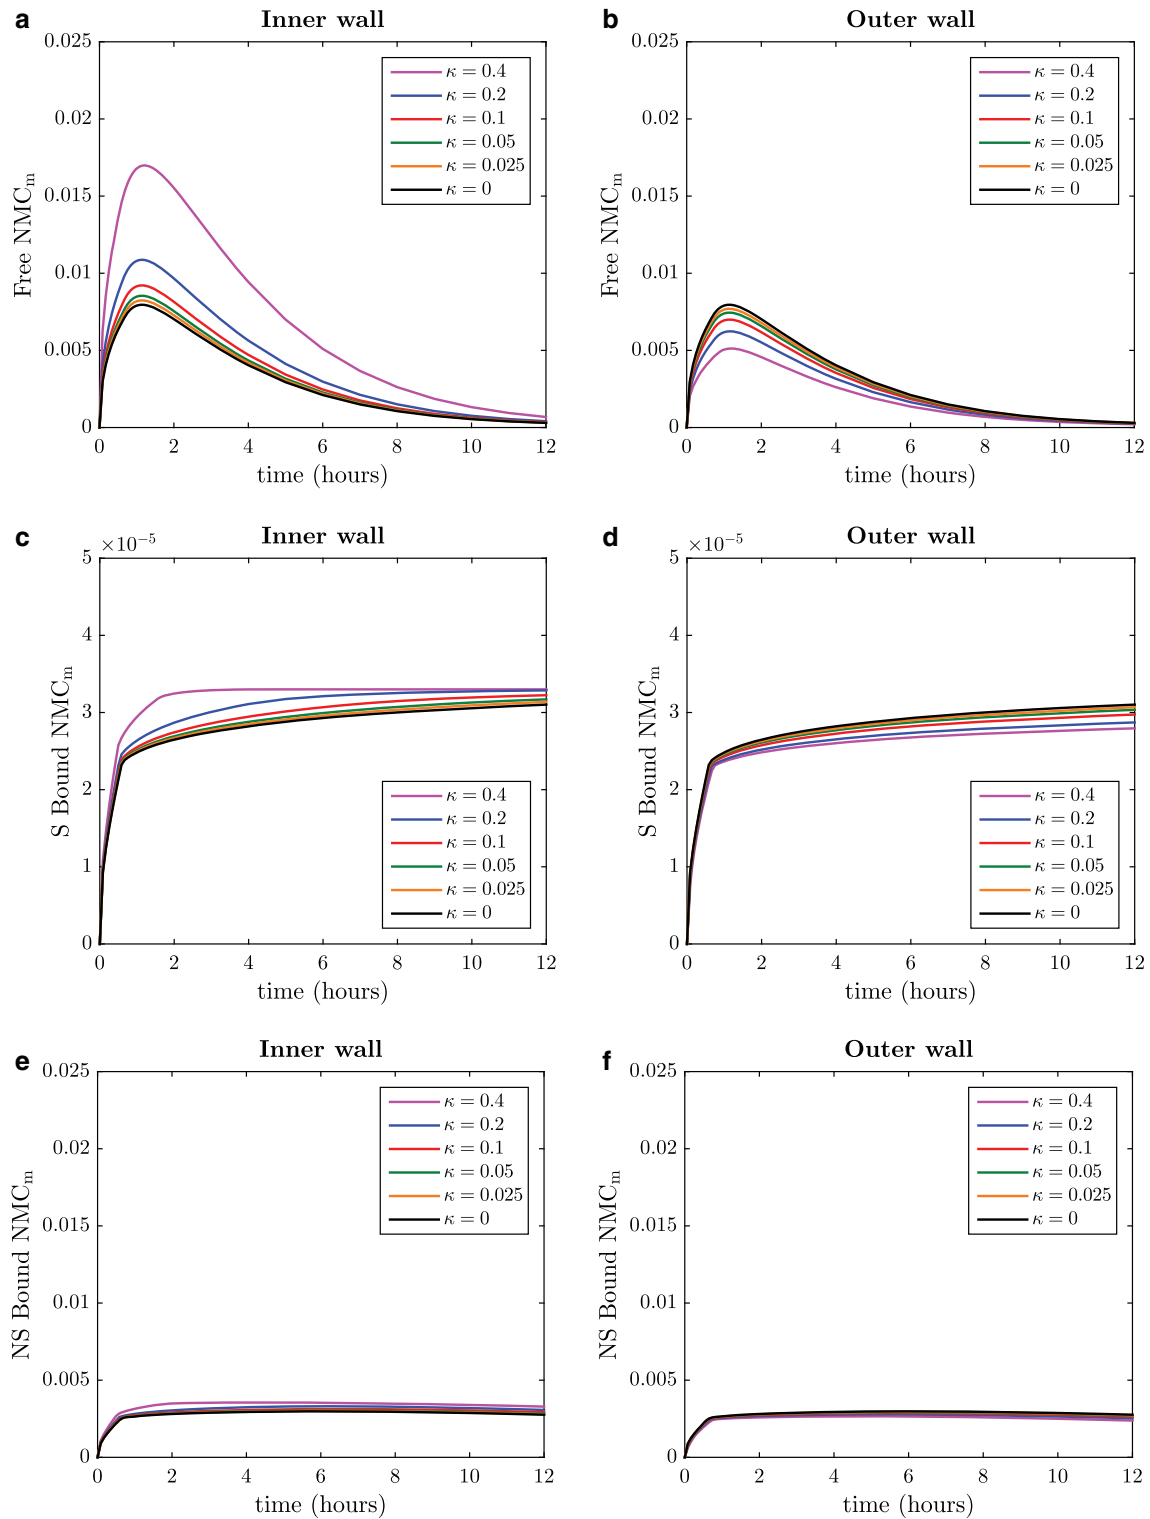 a
Inner wall
Free NMCm
0.025
0.02
0.015
0.01
0.005
0
κ = 0.4
κ = 0.2
κ = 0.1
κ = 0.05
κ = 0.025
κ = 0
0 2 4 6 8 10 12
time (hours)
b
Outer wall
Free NMCm
0.025
0.02
0.015
0.01
0.005
0
κ = 0.4
κ = 0.2
κ = 0.1
κ = 0.05
κ = 0.025
κ = 0
0 2 4 6 8 10 12
time (hours)
c
Inner wall
×10−5
S Bound NMCm
5
4
3
2
1
0
κ = 0.4
κ = 0.2
κ = 0.1
κ = 0.05
κ = 0.025
κ = 0
0 2 4 6 8 10 12
time (hours)
d
Outer wall
×10−5
S Bound NMCm
5
4
3
2
1
0
κ = 0.4
κ = 0.2
κ = 0.1
κ = 0.05
κ = 0.025
κ = 0
0 2 4 6 8 10 12
time (hours)
e
Inner wall
NS Bound NMCm
0.025
0.02
0.015
0.01
0.005
0
κ = 0.4
κ = 0.2
κ = 0.1
κ = 0.05
κ = 0.025
κ = 0
0 2 4 6 8 10 12
time (hours)
f
Outer wall
NS Bound NMCm
0.025
0.02
0.015
0.01
0.005
0
κ = 0.4
κ = 0.2
κ = 0.1
κ = 0.05
κ = 0.025
κ = 0
0 2 4 6 8 10 12
time (hours)